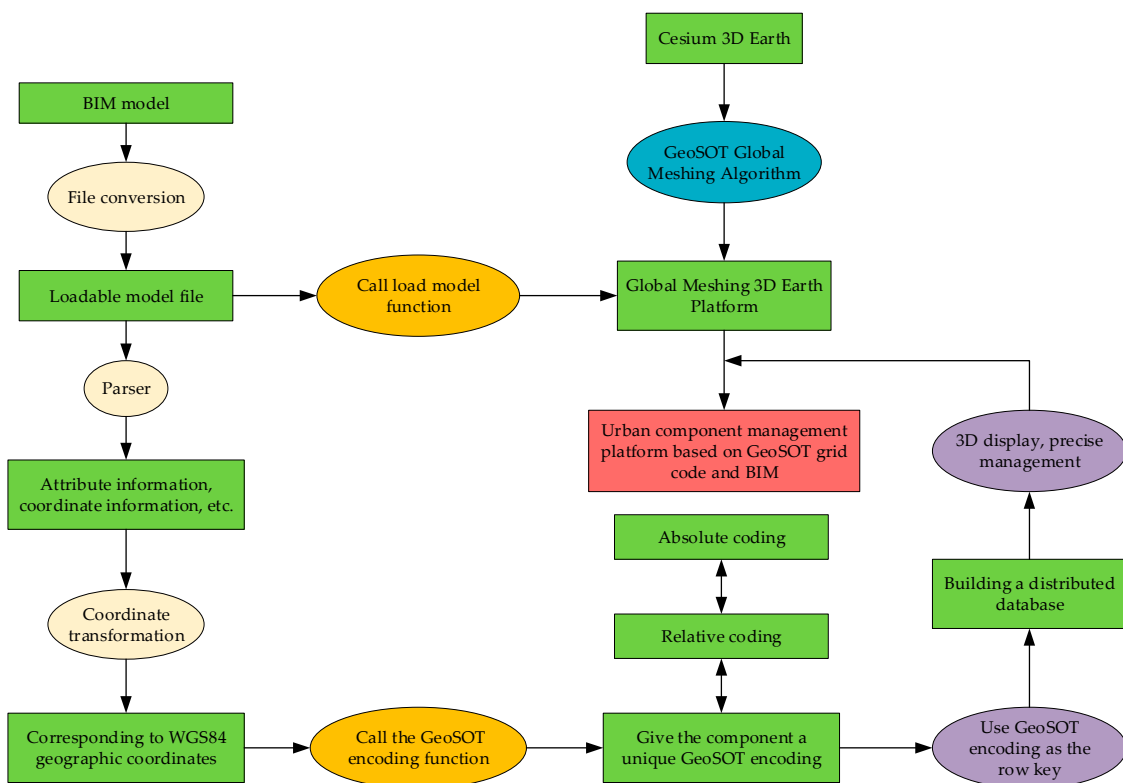 Cesium 3D Earth
BIM model
GeoSOT Global
Meshing Algorithm
File conversion
Loadable model file
Call load model
function
Global Meshing 3D Earth
Platform
Parser
Urban component management
platform based on GeoSOT grid
code and BIM
3D display, precise
management
Attribute information,
coordinate information, etc.
Absolute coding
Building a distributed
database
Coordinate
transformation
Relative coding
Corresponding to WGS84
geographic coordinates
Call the GeoSOT
encoding function
Give the component a
unique GeoSOT encoding
Use GeoSOT
encoding as the
row key